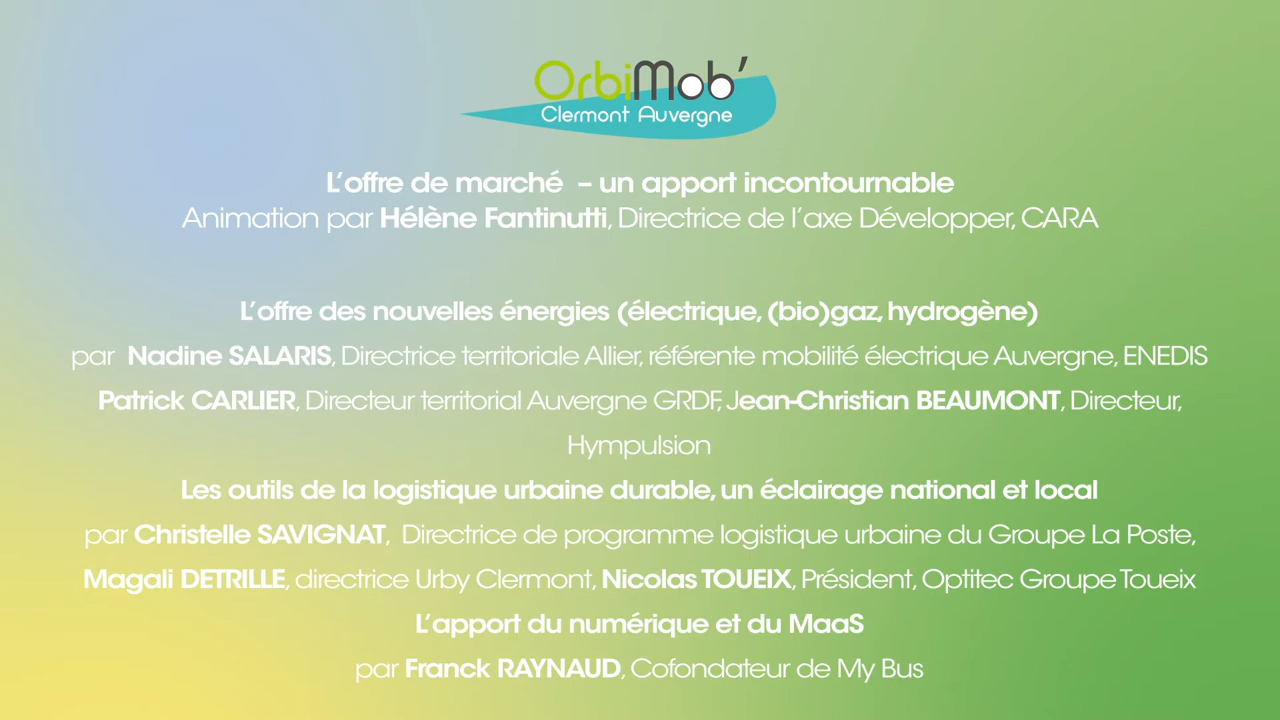 OrbiMob'
Clermont Auvergne
L'offre de marché – un apport incontournable
Animation par Hélène Fantinutti, Directrice de l'axe Développer, CARA
L'offre des nouvelles énergies (électrique, (bio)gaz, hydrogène)
par Nadine SALARIS, Directrice territoriale Allier, référente mobilité électrique Auvergne, ENEDIS
Patrick CARLIER, Directeur territorial Auvergne GRDF, Jean-Christian BEAUMONT, Directeur,
Hympulsion
Les outils de la logistique urbaine durable, un éclairage national et local
par Christelle SAVIGNAT, Directrice de programme logistique urbaine du Groupe La Poste,
Magali DETRILLE, directrice Urby Clermont, Nicolas TOUEIX, Président, Optitec Groupe Toueix
L'apport du numérique et du MaaS
par Franck RAYNAUD, Cofondateur de My Bus